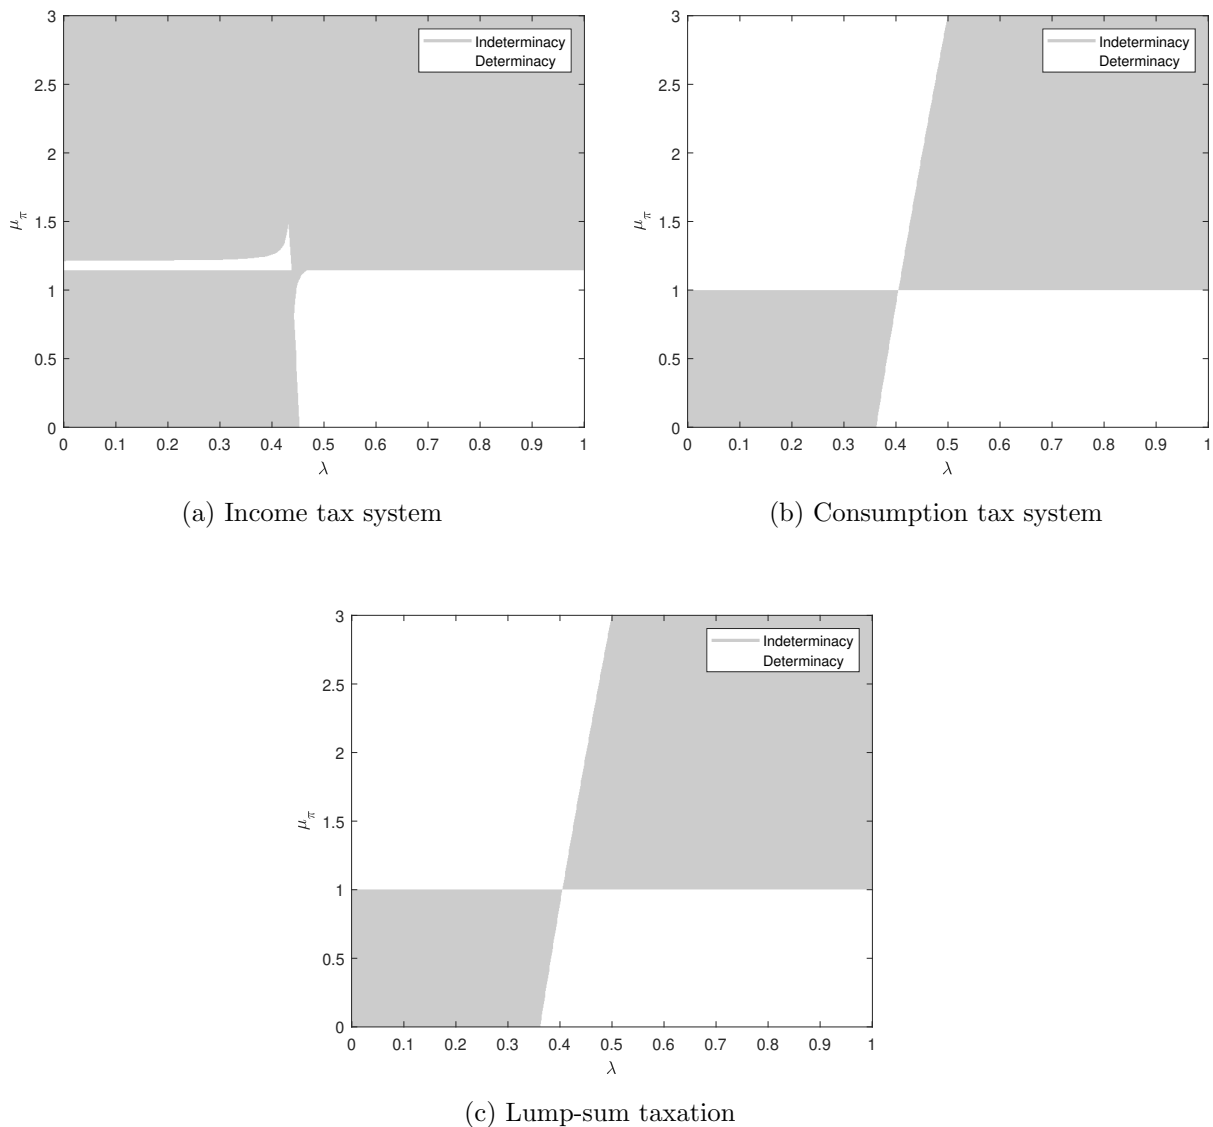 3
2.5
2
1.5
1
0.5
0
μπ
Indeterminacy
Determinacy
0 0.1 0.2 0.3 0.4 0.5 0.6 0.7 0.8 0.9 1
λ
(a) Income tax system
3
2.5
2
1.5
1
0.5
0
μπ
Indeterminacy
Determinacy
0 0.1 0.2 0.3 0.4 0.5 0.6 0.7 0.8 0.9 1
λ
(b) Consumption tax system
3
2.5
2
1.5
1
0.5
0
μπ
Indeterminacy
Determinacy
0 0.1 0.2 0.3 0.4 0.5 0.6 0.7 0.8 0.9 1
λ
(c) Lump-sum taxation